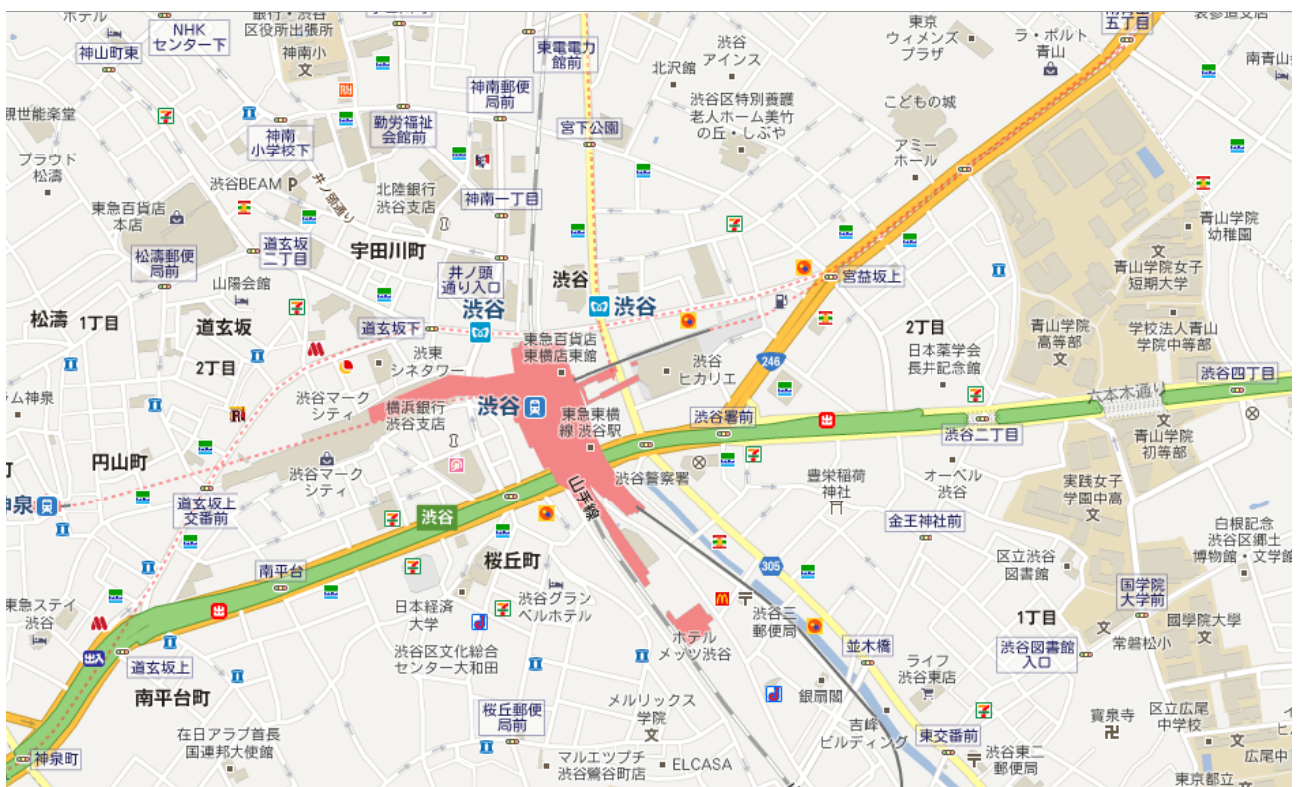 ホテル
NHK
センター下
神山町東
銀行・渋谷
区役所出張所
神南小
文
東電電力
館前
渋谷
アインス
北沢館
東京
ウィメンズ
プラザ
ラ・ポルト
青山
五丁目
表参道支店
南青山
観世能楽堂
神南
小学校下
勤労福祉
会館前
神南郵便
局前
宮下公園
渋谷区特別養護
老人ホーム美竹
の丘・しぶや
こどもの城
アミー
ホール
プラウド
松濤
渋谷BEAM
P
井ノ頭通り
北陸銀行
渋谷支店
神南一丁目
東急百貨店
本店
松濤郵便
局前
道玄坂
二丁目
宇田川町
井ノ頭
通り入口
渋谷
渋谷
渋谷
宮益坂上
青山学院
幼稚園
文
青山学院女子
短期大学
山陽会館
松濤
1丁目
道玄坂
2丁目
道玄坂下
渋東
シネタワー
東急百貨店
東横店東館
渋谷
ヒカリエ
246
2丁目
日本薬学会
長井記念館
青山学院
高等部
文
学校法人青山
学院中等部
六本木通り
渋谷四丁目
ラム神泉
渋谷マーク
シティ
横浜銀行
渋谷支店
渋谷
東急東横
線 渋谷駅
渋谷署前
出
渋谷二丁目
文
青山学院
初等部
円山町
渋谷マーク
シティ
道玄坂上
交番前
神泉
町
渋谷
山手線
渋谷警察署
豊栄稲荷
神社
オーベル
渋谷
金王神社前
実践女子
学園中高
文
白根記念
渋谷区郷土
博物館・文学館
南平台
桜丘町
305
区立渋谷
図書館
国学院
大学前
東急ステイ
渋谷
出
日本経済
大学
渋谷グラン
ベルホテル
渋谷三
郵便局
1丁目
文
常磐松小
國學院大學
文
出入
道玄坂上
渋谷区文化総合
センター大和田
ホテル
メッツ渋谷
並木橋
渋谷図書館
入口
ライフ
渋谷東店
南平台町
桜丘郵便
局前
メルリックス
学院
文
銀扇閣
吉峰
ビルディング
東交番前
寳泉寺
区立広尾
中学校
文
在日アラブ首長
国連邦大使館
神泉町
マルエツプチ
渋谷鶯谷町店
ELCASA
渋谷東二
郵便局
広尾中
東京都立
文